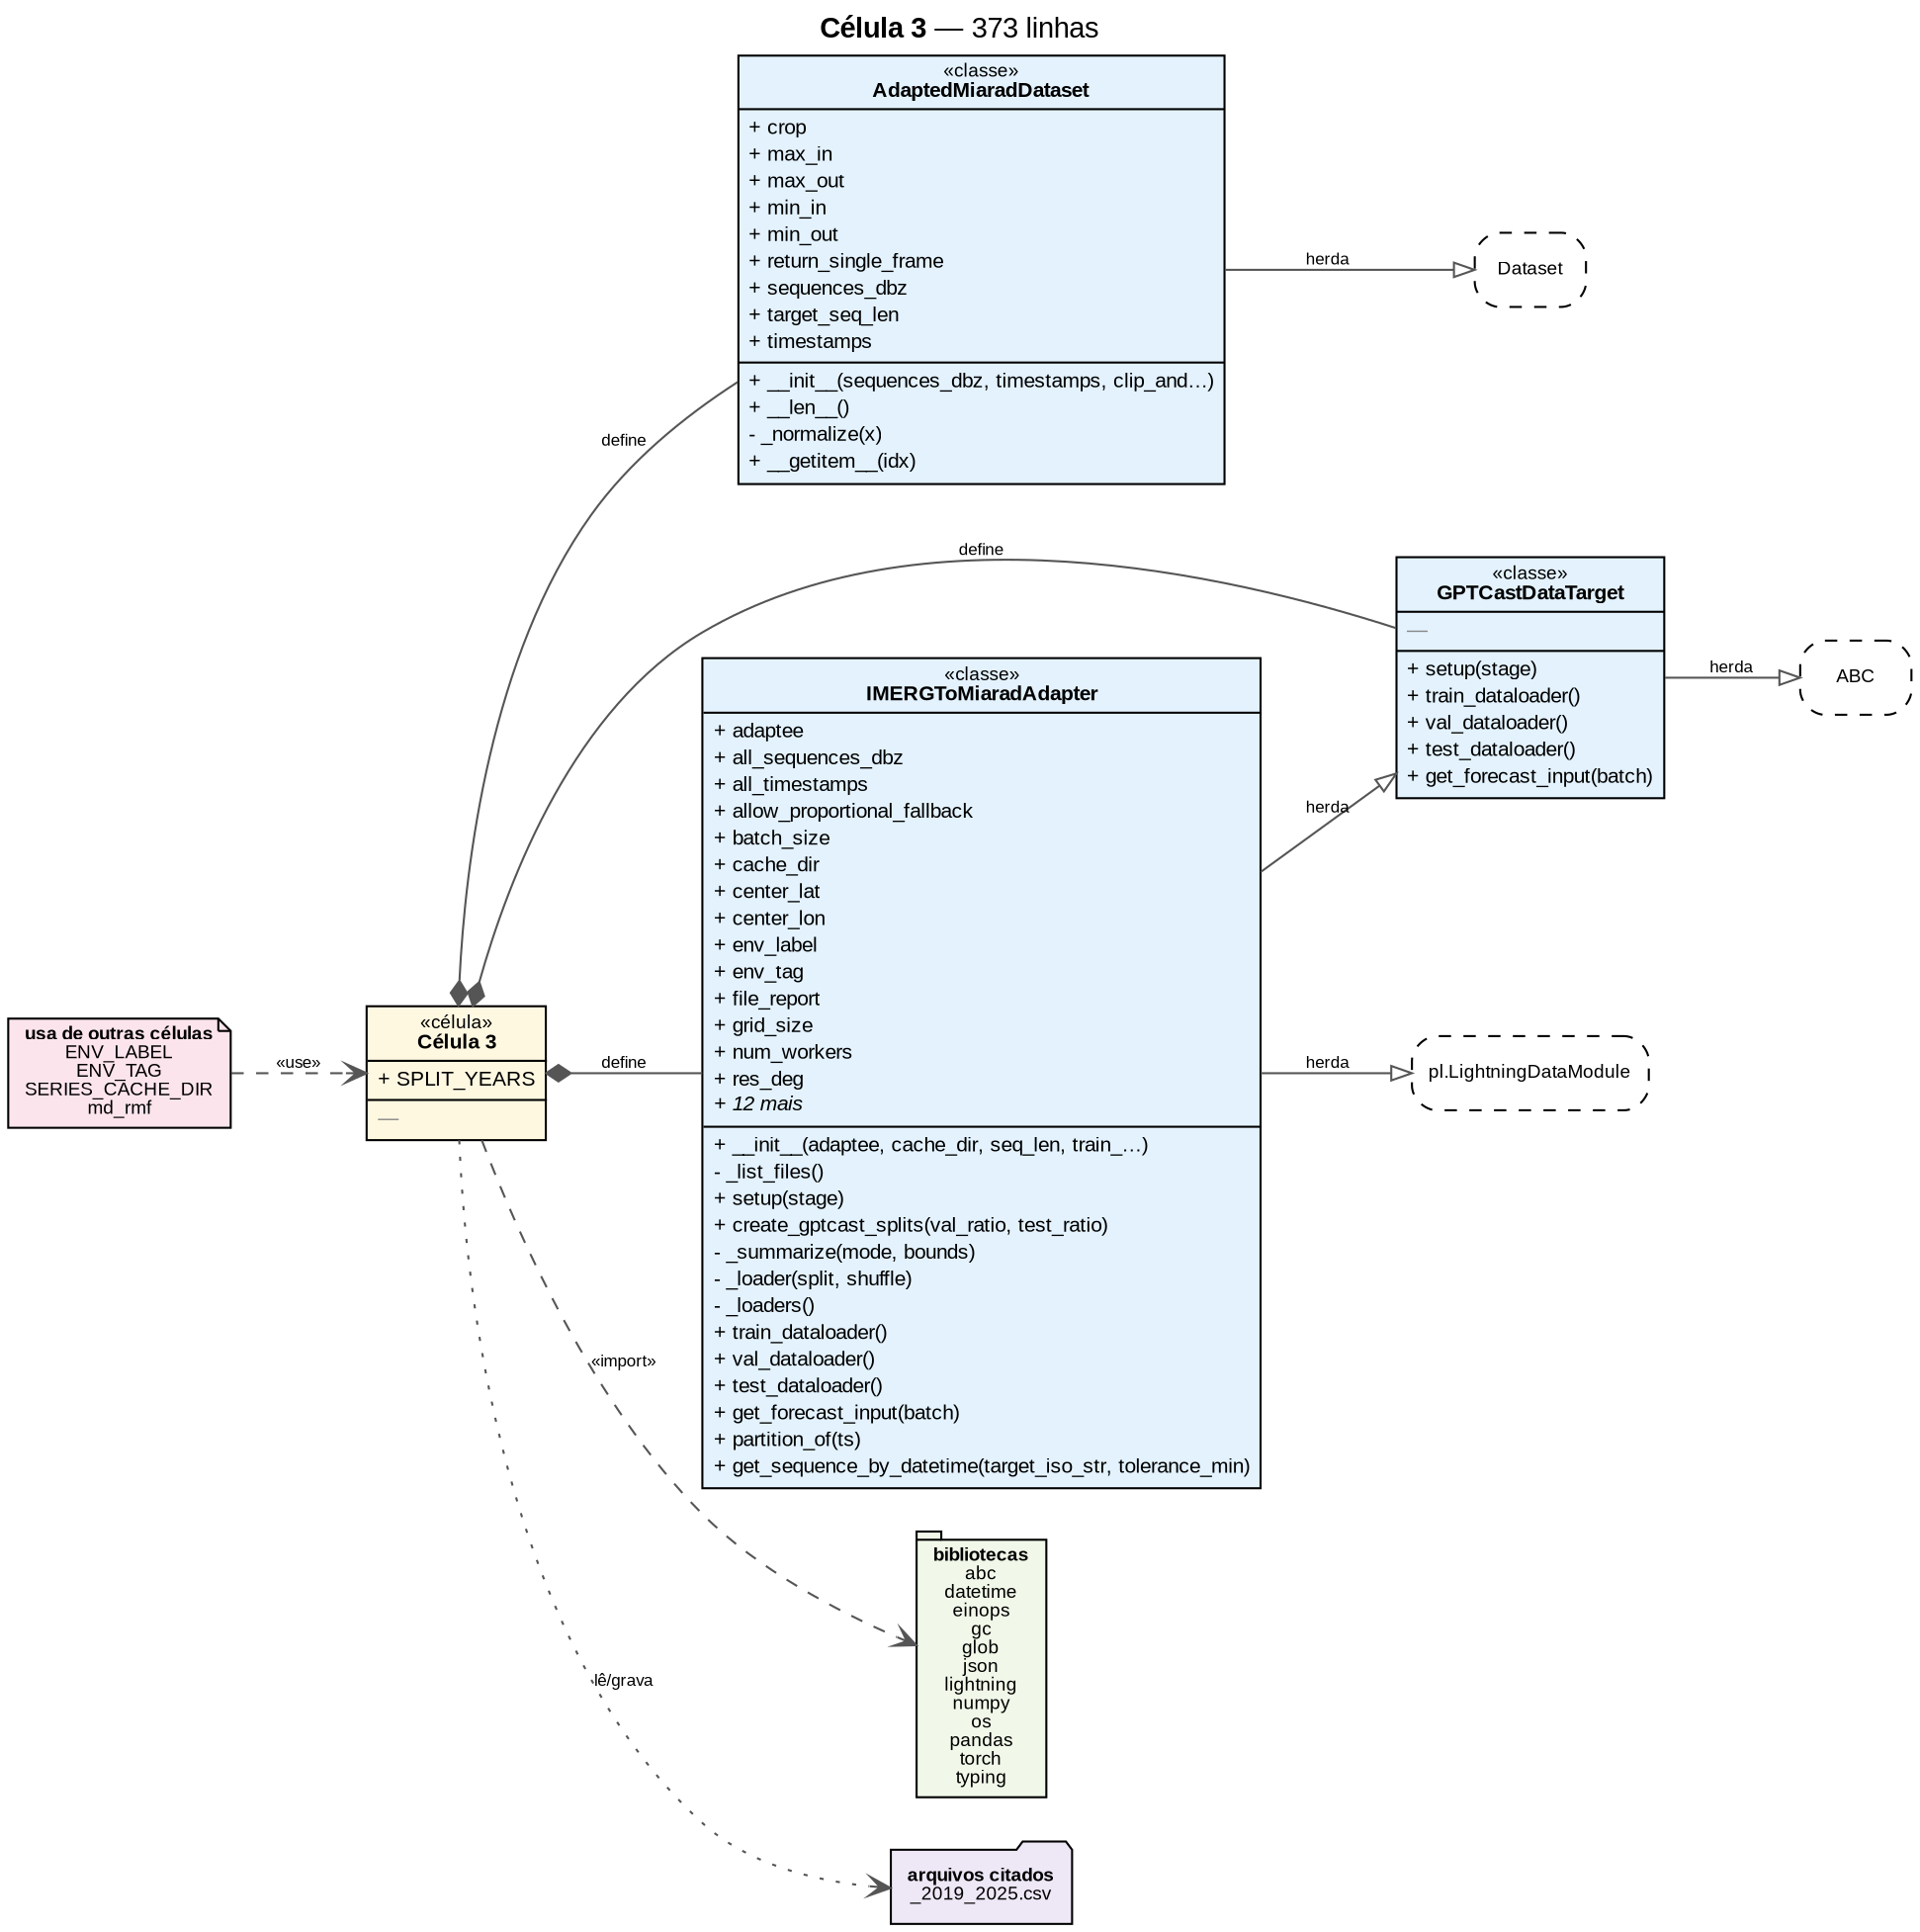 Célula 3 — 373 linhas
«classe»
AdaptedMiaradDataset
+ crop
+ max_in
+ max_out
+ min_in
+ min_out
+ return_single_frame
+ sequences_dbz
+ target_seq_len
+ timestamps
+ __init__(sequences_dbz, timestamps, clip_and…)
+ __len__()
- _normalize(x)
+ __getitem__(idx)
herda
Dataset
define
define
«classe»
GPTCastDataTarget
—
+ setup(stage)
+ train_dataloader()
+ val_dataloader()
+ test_dataloader()
+ get_forecast_input(batch)
herda
ABC
«classe»
IMERGToMiaradAdapter
+ adaptee
+ all_sequences_dbz
+ all_timestamps
+ allow_proportional_fallback
+ batch_size
+ cache_dir
+ center_lat
+ center_lon
+ env_label
+ env_tag
+ file_report
+ grid_size
+ num_workers
+ res_deg
+ 12 mais
+ __init__(adaptee, cache_dir, seq_len, train_…)
- _list_files()
+ setup(stage)
+ create_gptcast_splits(val_ratio, test_ratio)
- _summarize(mode, bounds)
- _loader(split, shuffle)
- _loaders()
+ train_dataloader()
+ val_dataloader()
+ test_dataloader()
+ get_forecast_input(batch)
+ partition_of(ts)
+ get_sequence_by_datetime(target_iso_str, tolerance_min)
herda
herda
pl.LightningDataModule
usa de outras células
ENV_LABEL
ENV_TAG
SERIES_CACHE_DIR
md_rmf
«use»
«célula»
Célula 3
+ SPLIT_YEARS
—
define
«import»
bibliotecas
abc
datetime
einops
gc
glob
json
lightning
numpy
os
pandas
torch
typing
lê/grava
arquivos citados
_2019_2025.csv